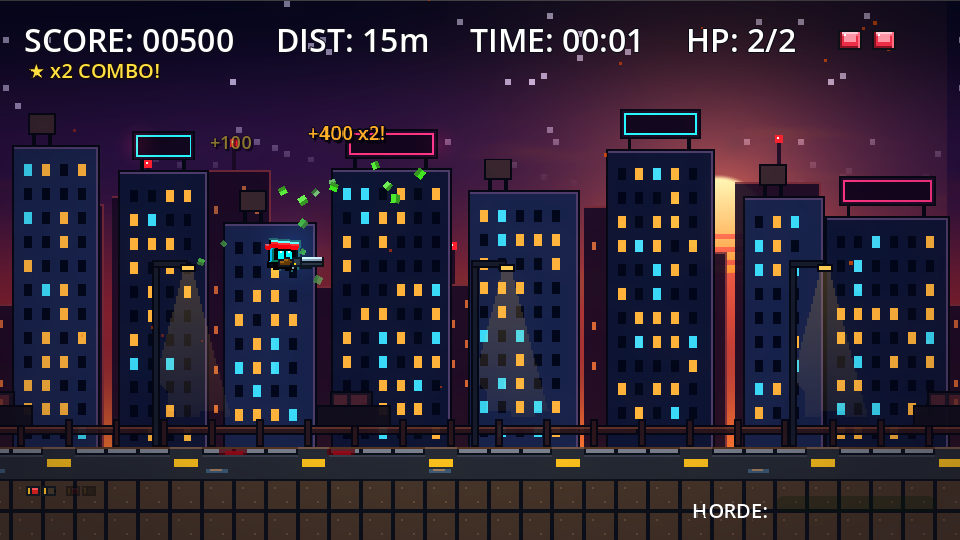 SCORE: 00500 DIST: 15m TIME: 00:01 HP: 2/2
★ x2 COMBO!
+400 x2!
+100
HORDE: